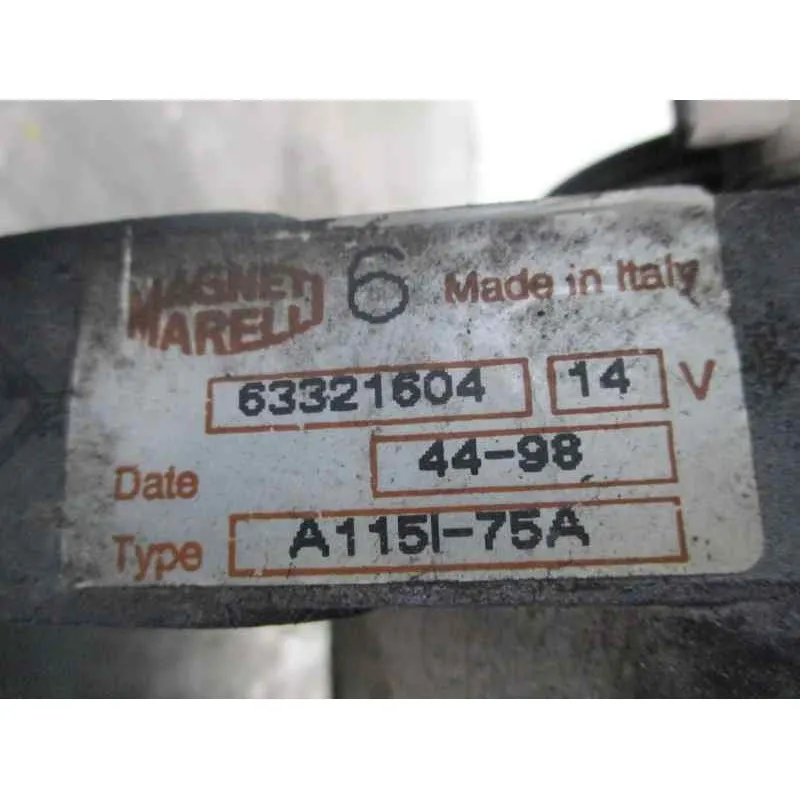 MAGNETI 6 Made in Italy
MARELLI
63321604 14 V
Date 44-98
Type A115I-75A